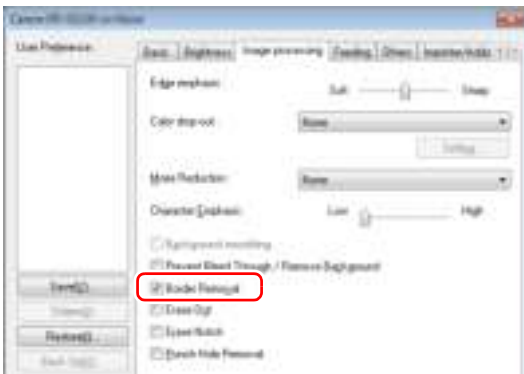 User Preference:
Basic Brightness Image processing Feeding Others
Edge emphasis:
Soft Sharp
Color drop-out:
None
Moire Reduction:
None
Character Emphasis:
Low High
Background smoothing
Prevent Bleed Through / Remove Background
Save(U)...
Border Removal
Erase Dot
Erase Notch
Restore()...
Punch Hole Removal